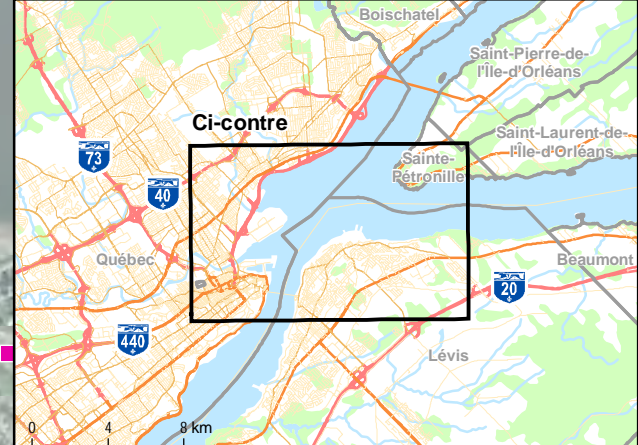 Boischatel
Saint-Pierre-de-
l'Île-d'Orléans
Ci-contre
Saint-Laurent-de-
l'Île-d'Orléans
73
Sainte-
Pétronille
40
Québec
Beaumont
20
440
Lévis
0 4 8 km